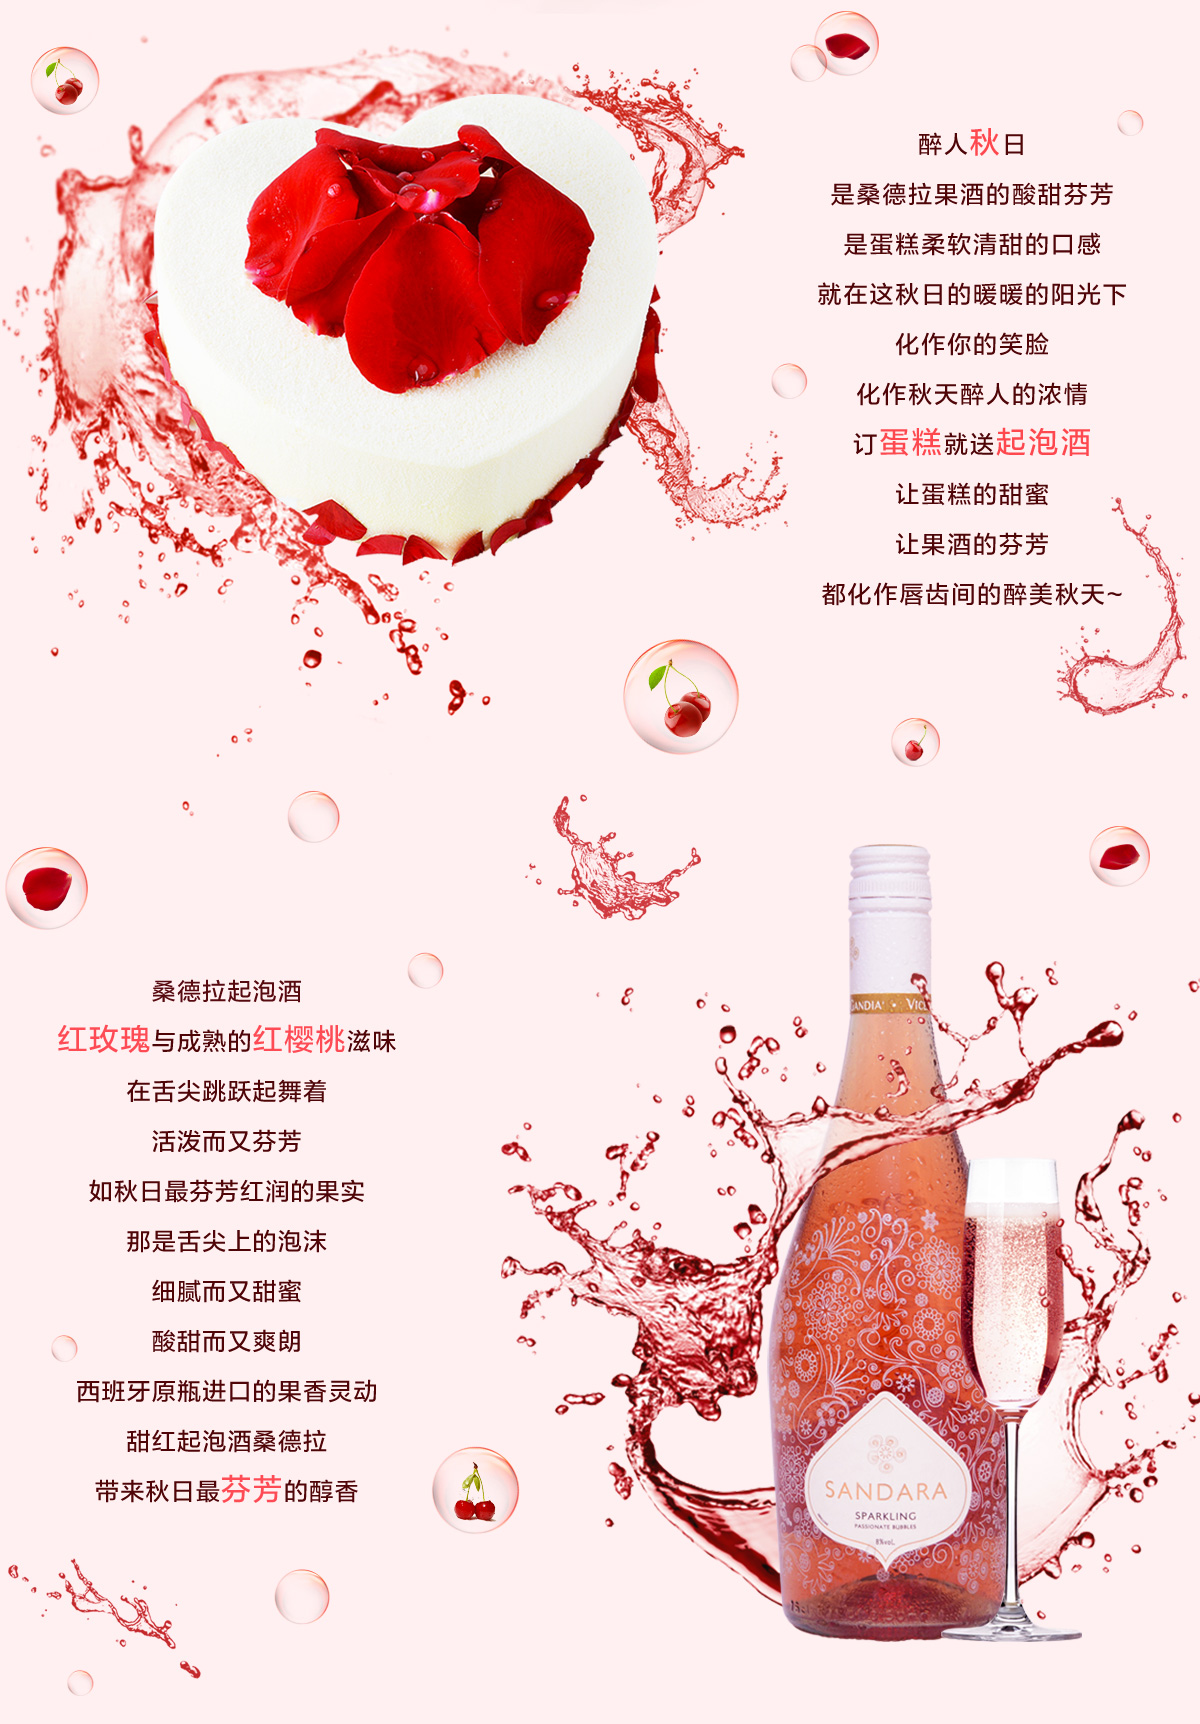 醉人秋日
是桑德拉果酒的酸甜芬芳
是蛋糕柔软清甜的口感
就在这秋日的暖暖的阳光下
化作你的笑脸
化作秋天醉人的浓情
订蛋糕就送起泡酒
让蛋糕的甜蜜
让果酒的芬芳
都化作唇齿间的醉美秋天~
桑德拉起泡酒
红玫瑰与成熟的红樱桃滋味
在舌尖跳跃起舞着
活泼而又芬芳
如秋日最芬芳红润的果实
那是舌尖上的泡沫
细腻而又甜蜜
酸甜而又爽朗
西班牙原瓶进口的果香灵动
甜红起泡酒桑德拉
带来秋日最芬芳的醇香
SANDARA
SPARKLING
PASSIONATE BUBBLES